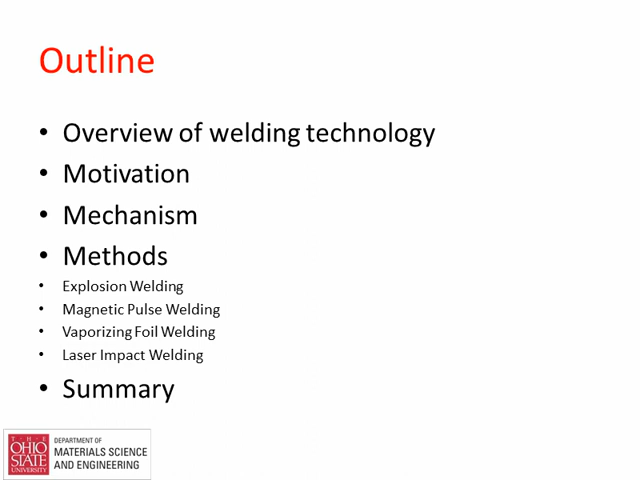 Outline
• Overview of welding technology
• Motivation
• Mechanism
• Methods
• Explosion Welding
• Magnetic Pulse Welding
• Vaporizing Foil Welding
• Laser Impact Welding
• Summary
THE
OHIO
STATE
UNIVERSITY
DEPARTMENT OF
MATERIALS SCIENCE
AND ENGINEERING